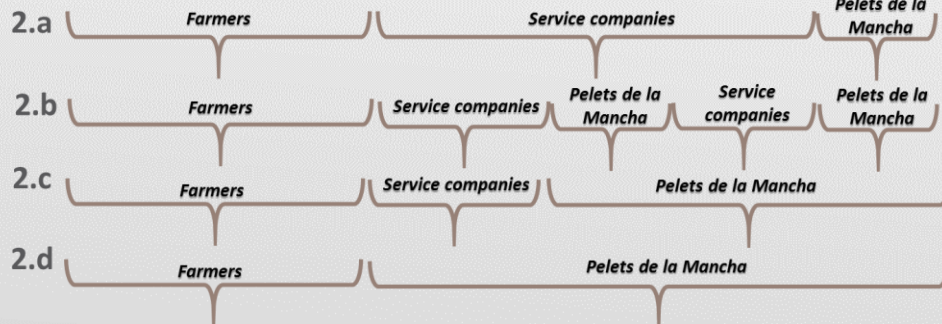 2.a Farmers Service companies Pelets de la
Mancha
2.b Farmers Service companies Pelets de la
Mancha Service
companies Pelets de la
Mancha
2.c Farmers Service companies Pelets de la Mancha
2.d Farmers Pelets de la Mancha